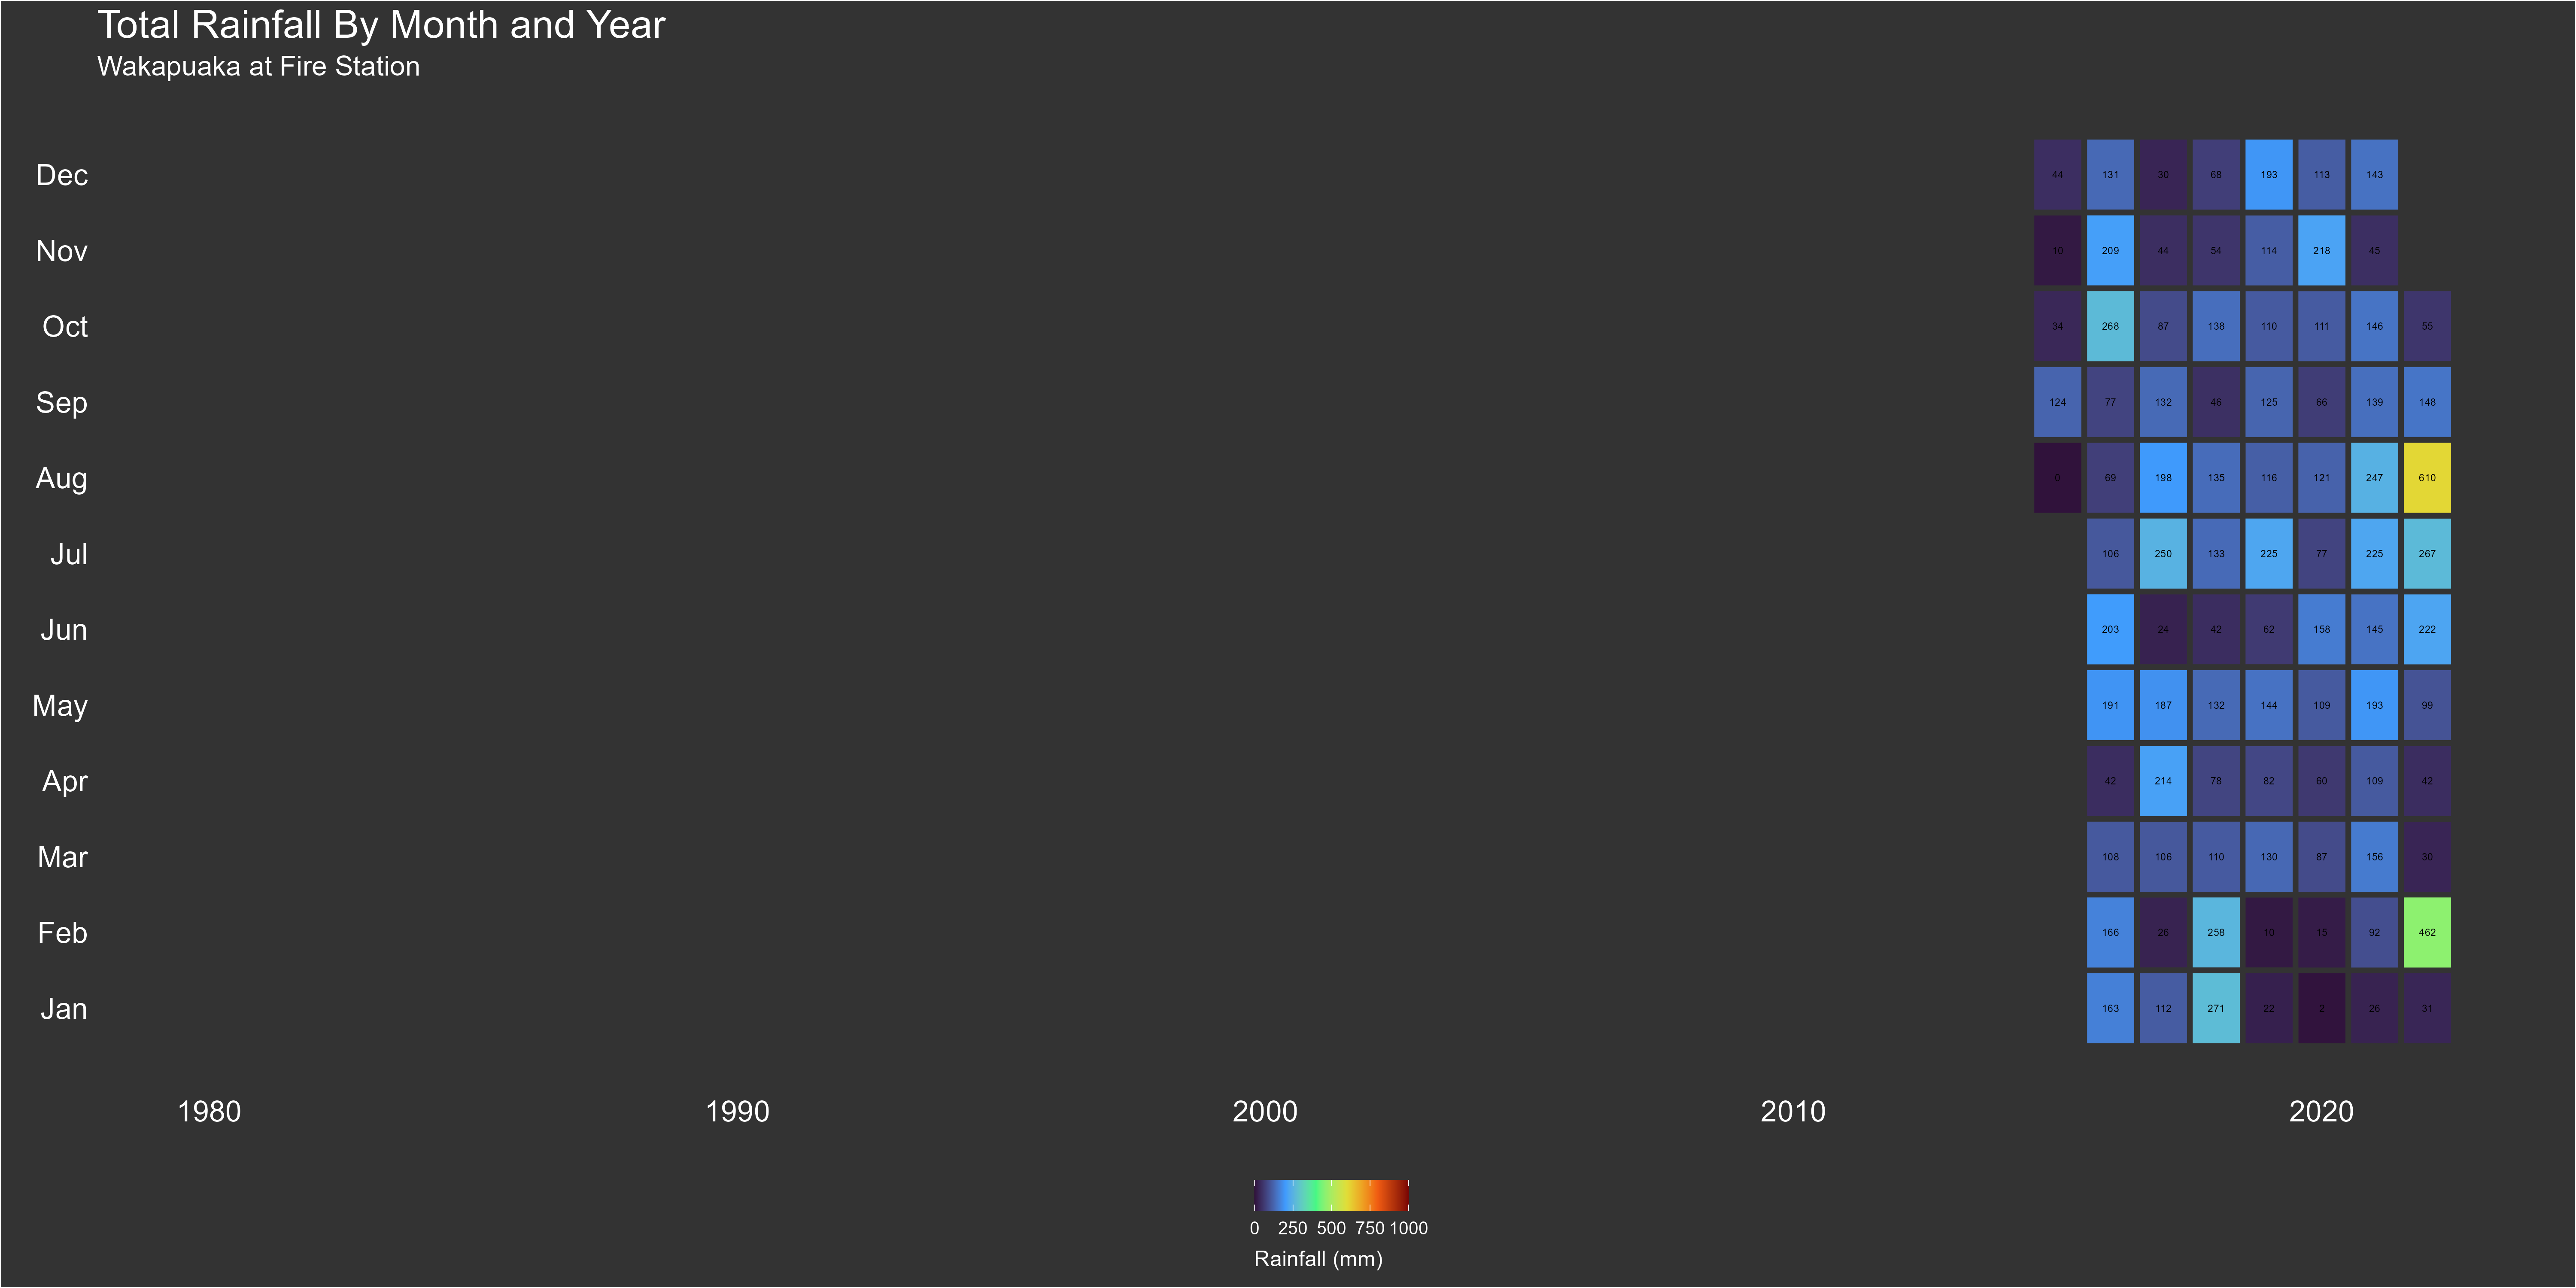 Total Rainfall By Month and Year
Wakapuaka at Fire Station
Dec 44 131 30 68 193 113 143
Nov 10 209 44 54 114 218 45
Oct 34 268 87 138 110 111 146 55
Sep 124 77 132 46 125 66 139 148
Aug 0 69 198 135 116 121 247 610
Jul 106 250 133 225 77 225 267
Jun 203 24 42 62 158 145 222
May 191 187 132 144 109 193 99
Apr 42 214 78 82 60 109 42
Mar 108 106 110 130 87 156 30
Feb 166 26 258 10 15 92 462
Jan 163 112 271 22 2 26 31
1980 1990 2000 2010 2020
0 250 500 750 1000
Rainfall (mm)